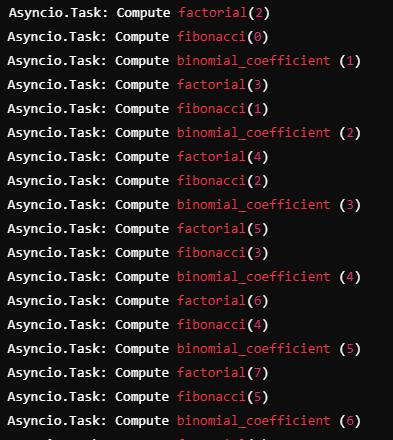 Asyncio.Task: Compute factorial(2)
Asyncio.Task: Compute fibonacci(0)
Asyncio.Task: Compute binomial_coefficient (1)
Asyncio.Task: Compute factorial(3)
Asyncio.Task: Compute fibonacci(1)
Asyncio.Task: Compute binomial_coefficient (2)
Asyncio.Task: Compute factorial(4)
Asyncio.Task: Compute fibonacci(2)
Asyncio.Task: Compute binomial_coefficient (3)
Asyncio.Task: Compute factorial(5)
Asyncio.Task: Compute fibonacci(3)
Asyncio.Task: Compute binomial_coefficient (4)
Asyncio.Task: Compute factorial(6)
Asyncio.Task: Compute fibonacci(4)
Asyncio.Task: Compute binomial_coefficient (5)
Asyncio.Task: Compute factorial(7)
Asyncio.Task: Compute fibonacci(5)
Asyncio.Task: Compute binomial_coefficient (6)